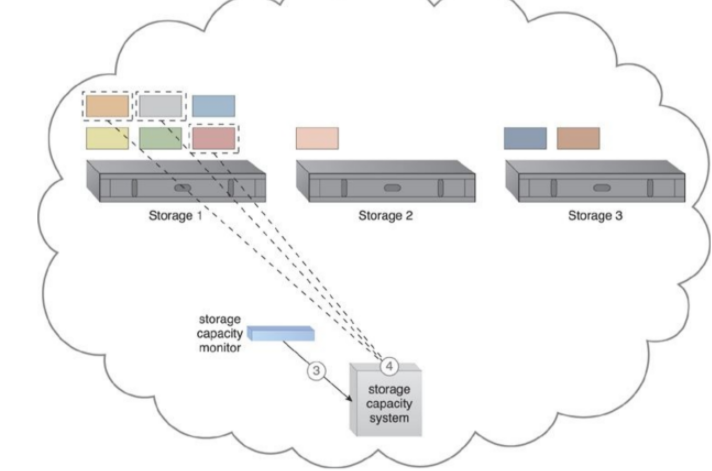 Storage 1
Storage 2
Storage 3
storage
capacity
monitor
3
4
storage
capacity
system